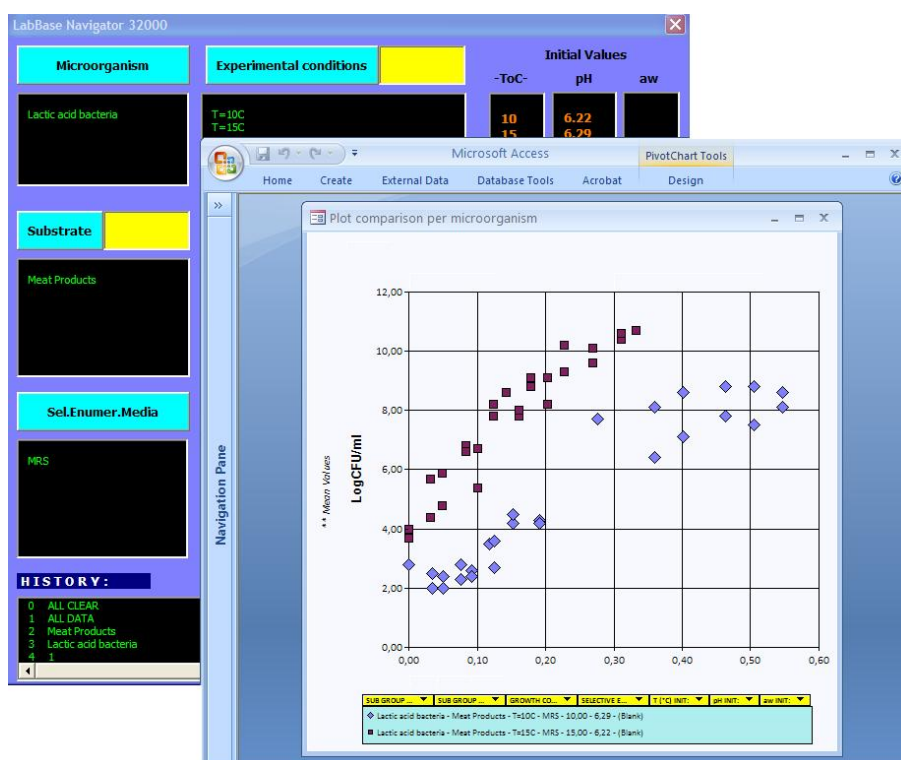 LabBase Navigator 32000
Microorganism
Experimental conditions
Initial Values
-ToC-
pH
aw
Lactic acid bacteria
T=10C
T=15C
10
6.22
15
6.29
Microsoft Access
PivotChart Tools
Home
Create
External Data
Database Tools
Acrobat
Design
Substrate
Meat Products
Sel.Enumer.Media
MRS
HISTORY:
0 ALL CLEAR
1 ALL DATA
2 Meat Products
3 Lactic acid bacteria
4 1
Navigation Pane
Plot comparison per microorganism
12,00
10,00
8,00
6,00
4,00
2,00
0,00
** Mean Values
LogCFU/ml
0,00 0,10 0,20 0,30 0,40 0,50 0,60
SUB GROUP ... SUB GROUP ... GROWTH CO... SELECTIVE E... T (°C) INIT: pH INIT: aw INIT:
Lactic acid bacteria - Meat Products - T=10C - MRS - 10,00 - 6,29 - (Blank)
Lactic acid bacteria - Meat Products - T=15C - MRS - 15,00 - 6,22 - (Blank)